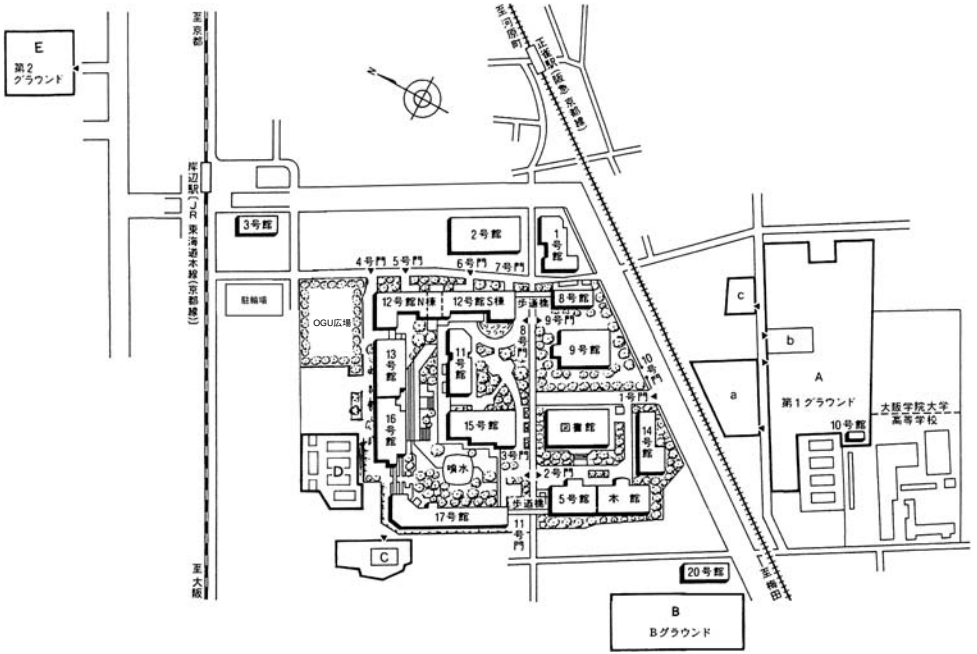 E
第2
グラウンド
至京都
岸辺駅(JR東海道本線(京都線))
至大阪
N
至河原町
正雀駅(阪急京都線)
至梅田
3号館
2号館
1号館
4号門
5号門
6号門
7号門
駐輪場
OGU広場
12号館N棟
12号館S棟
歩道橋
8号館
8号門
9号門
9号館
10号門
1号門
13号館
11号館
16号館
15号館
図書館
14号館
3号門
2号門
噴水
D
17号館
歩道橋
11号門
5号館
本館
C
20号館
B
Bグラウンド
c
b
a
A
第1グラウンド
10号館
大阪学院大学
高等学校